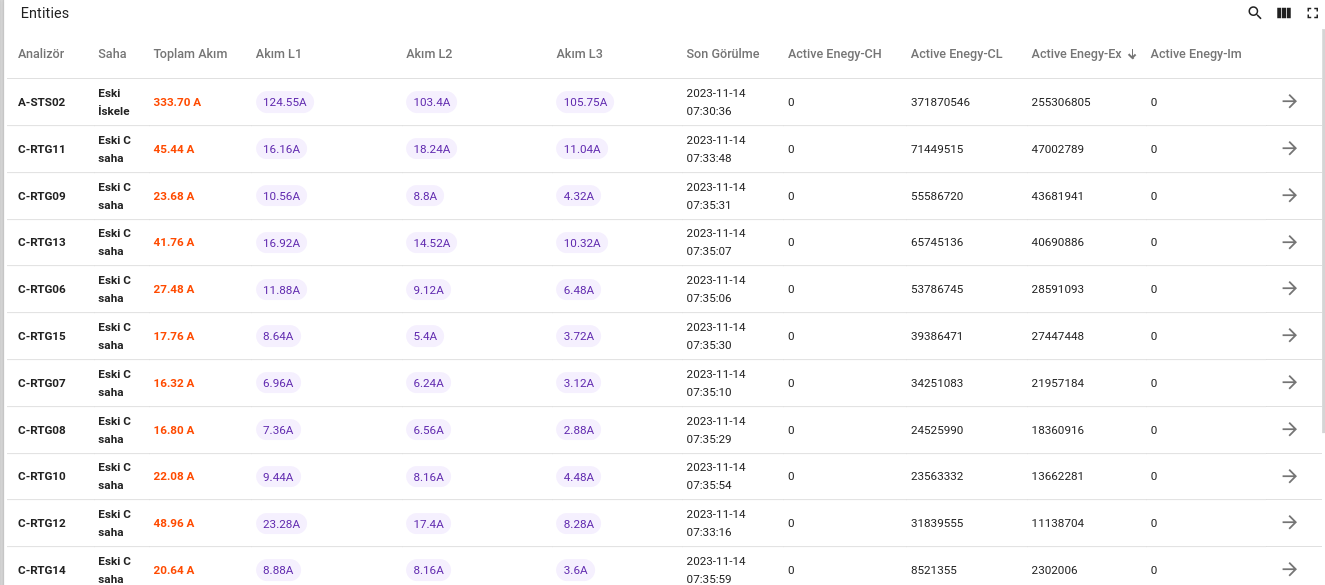 Entities
Analizör Saha Toplam Akım Akım L1 Akım L2 Akım L3 Son Görülme Active Enegy-CH Active Enegy-CL Active Enegy-Ex Active Enegy-Im
A-STS02 Eski İskele 333.70 A 124.55A 103.4A 105.75A 2023-11-14 07:30:36 0 371870546 255306805 0
C-RTG11 Eski C saha 45.44 A 16.16A 18.24A 11.04A 2023-11-14 07:33:48 0 71449515 47002789 0
C-RTG09 Eski C saha 23.68 A 10.56A 8.8A 4.32A 2023-11-14 07:35:31 0 55586720 43681941 0
C-RTG13 Eski C saha 41.76 A 16.92A 14.52A 10.32A 2023-11-14 07:35:07 0 65745136 40690886 0
C-RTG06 Eski C saha 27.48 A 11.88A 9.12A 6.48A 2023-11-14 07:35:06 0 53786745 28591093 0
C-RTG15 Eski C saha 17.76 A 8.64A 5.4A 3.72A 2023-11-14 07:35:30 0 39386471 27447448 0
C-RTG07 Eski C saha 16.32 A 6.96A 6.24A 3.12A 2023-11-14 07:35:10 0 34251083 21957184 0
C-RTG08 Eski C saha 16.80 A 7.36A 6.56A 2.88A 2023-11-14 07:35:29 0 24525990 18360916 0
C-RTG10 Eski C saha 22.08 A 9.44A 8.16A 4.48A 2023-11-14 07:35:54 0 23563332 13662281 0
C-RTG12 Eski C saha 48.96 A 23.28A 17.4A 8.28A 2023-11-14 07:33:16 0 31839555 11138704 0
C-RTG14 Eski C saha 20.64 A 8.88A 8.16A 3.6A 2023-11-14 07:35:59 0 8521355 2302006 0